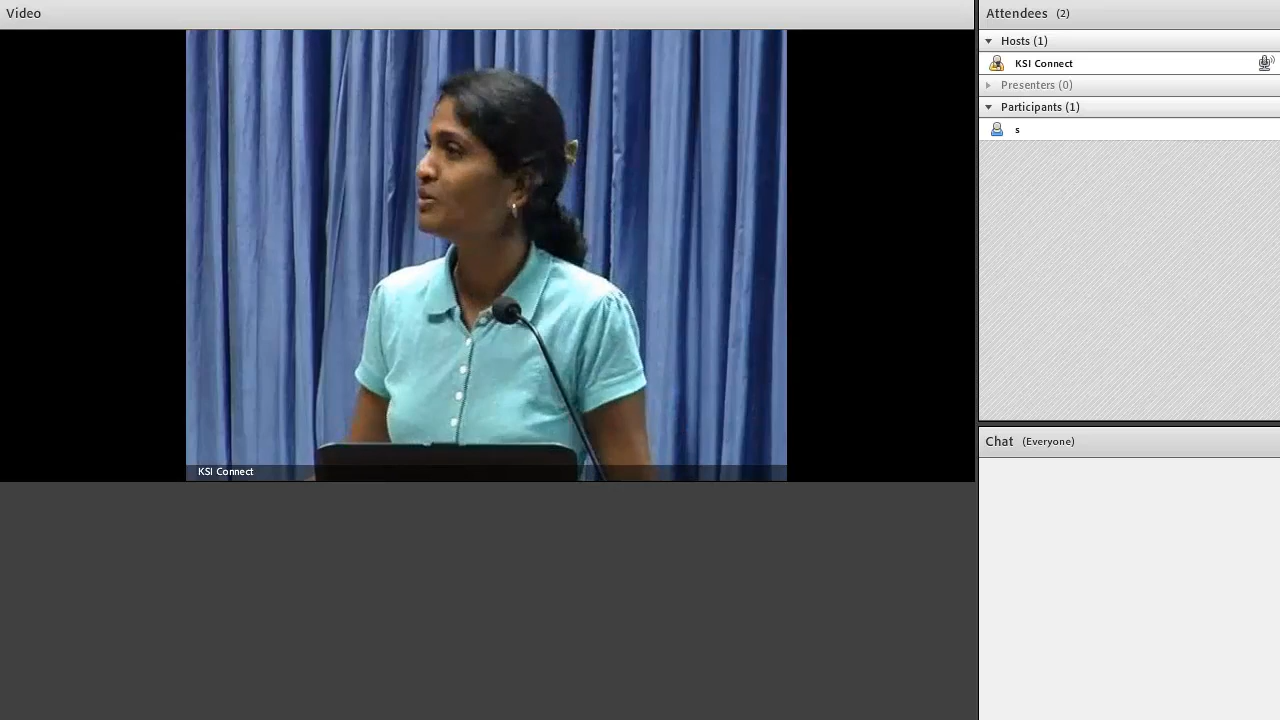 Video
KSI Connect
Attendees (2)
Hosts (1)
KSI Connect
Presenters (0)
Participants (1)
s
Chat (Everyone)